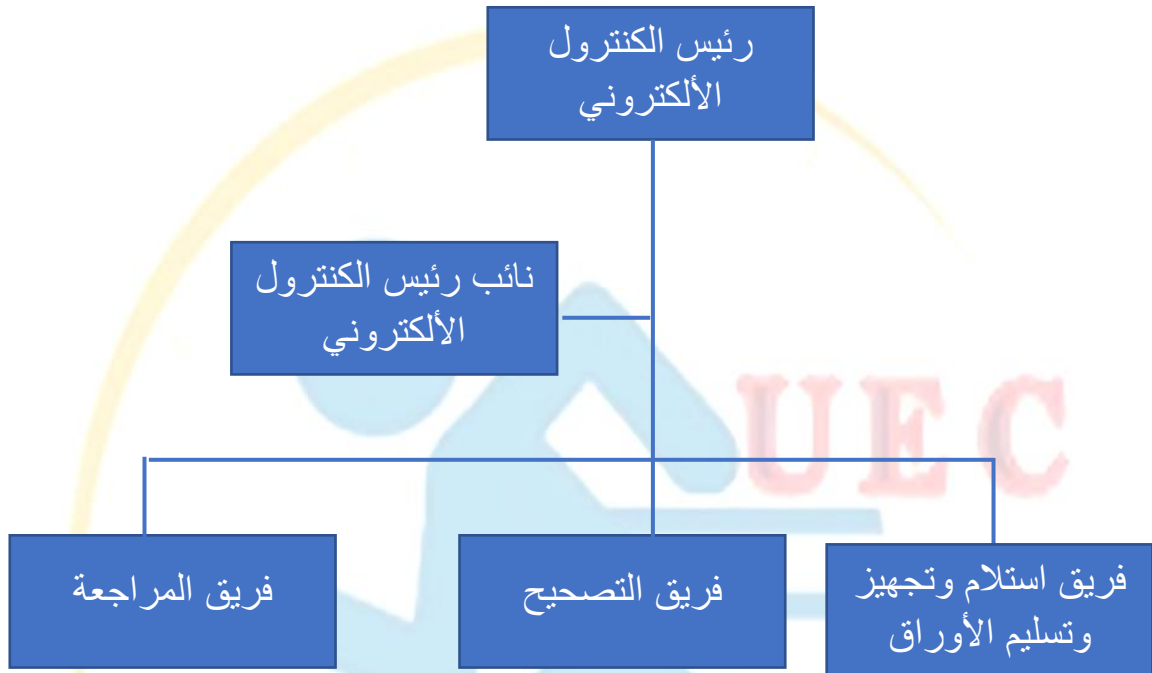 رئيس الكنترول
الألكتروني
نائب رئيس الكنترول
الألكتروني
UEC
فريق استلام وتجهيز
وتسليم الأوراق
فريق التصحيح
فريق المراجعة